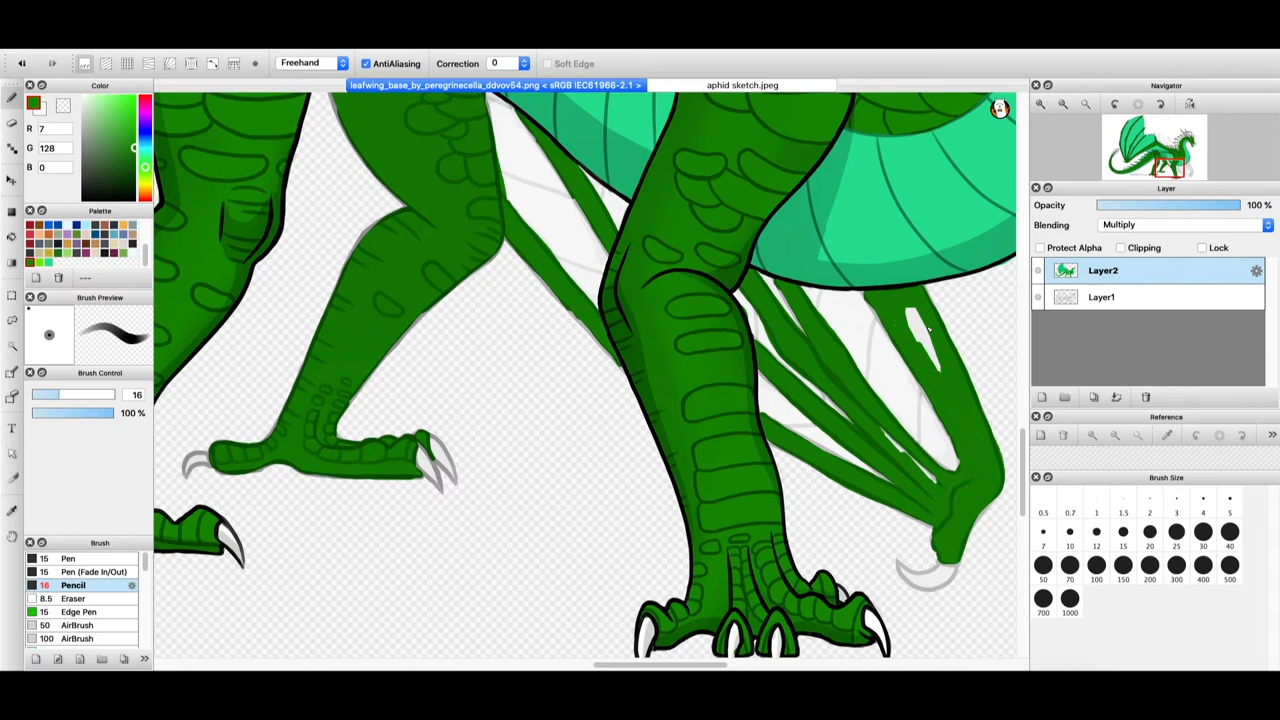 Freehand AntiAliasing Correction 0 Soft Edge
leafwing_base_by_peregrinecella_ddvov54.png < sRGB IEC61966-2.1 > aphid sketch.jpeg
Color
R 7
G 128
B 0
Palette
---
Brush Preview
Brush Control
16
100 %
T
Brush
15 Pen
15 Pen (Fade In/Out)
16 Pencil
8.5 Eraser
15 Edge Pen
50 AirBrush
100 AirBrush
Navigator
Layer
Opacity 100 %
Blending Multiply
Protect Alpha Clipping Lock
Layer2
Layer1
Reference
Brush Size
0.5 0.7 1 1.5 2 3 4 5
7 10 12 15 20 25 30 40
50 70 100 150 200 300 400 500
700 1000